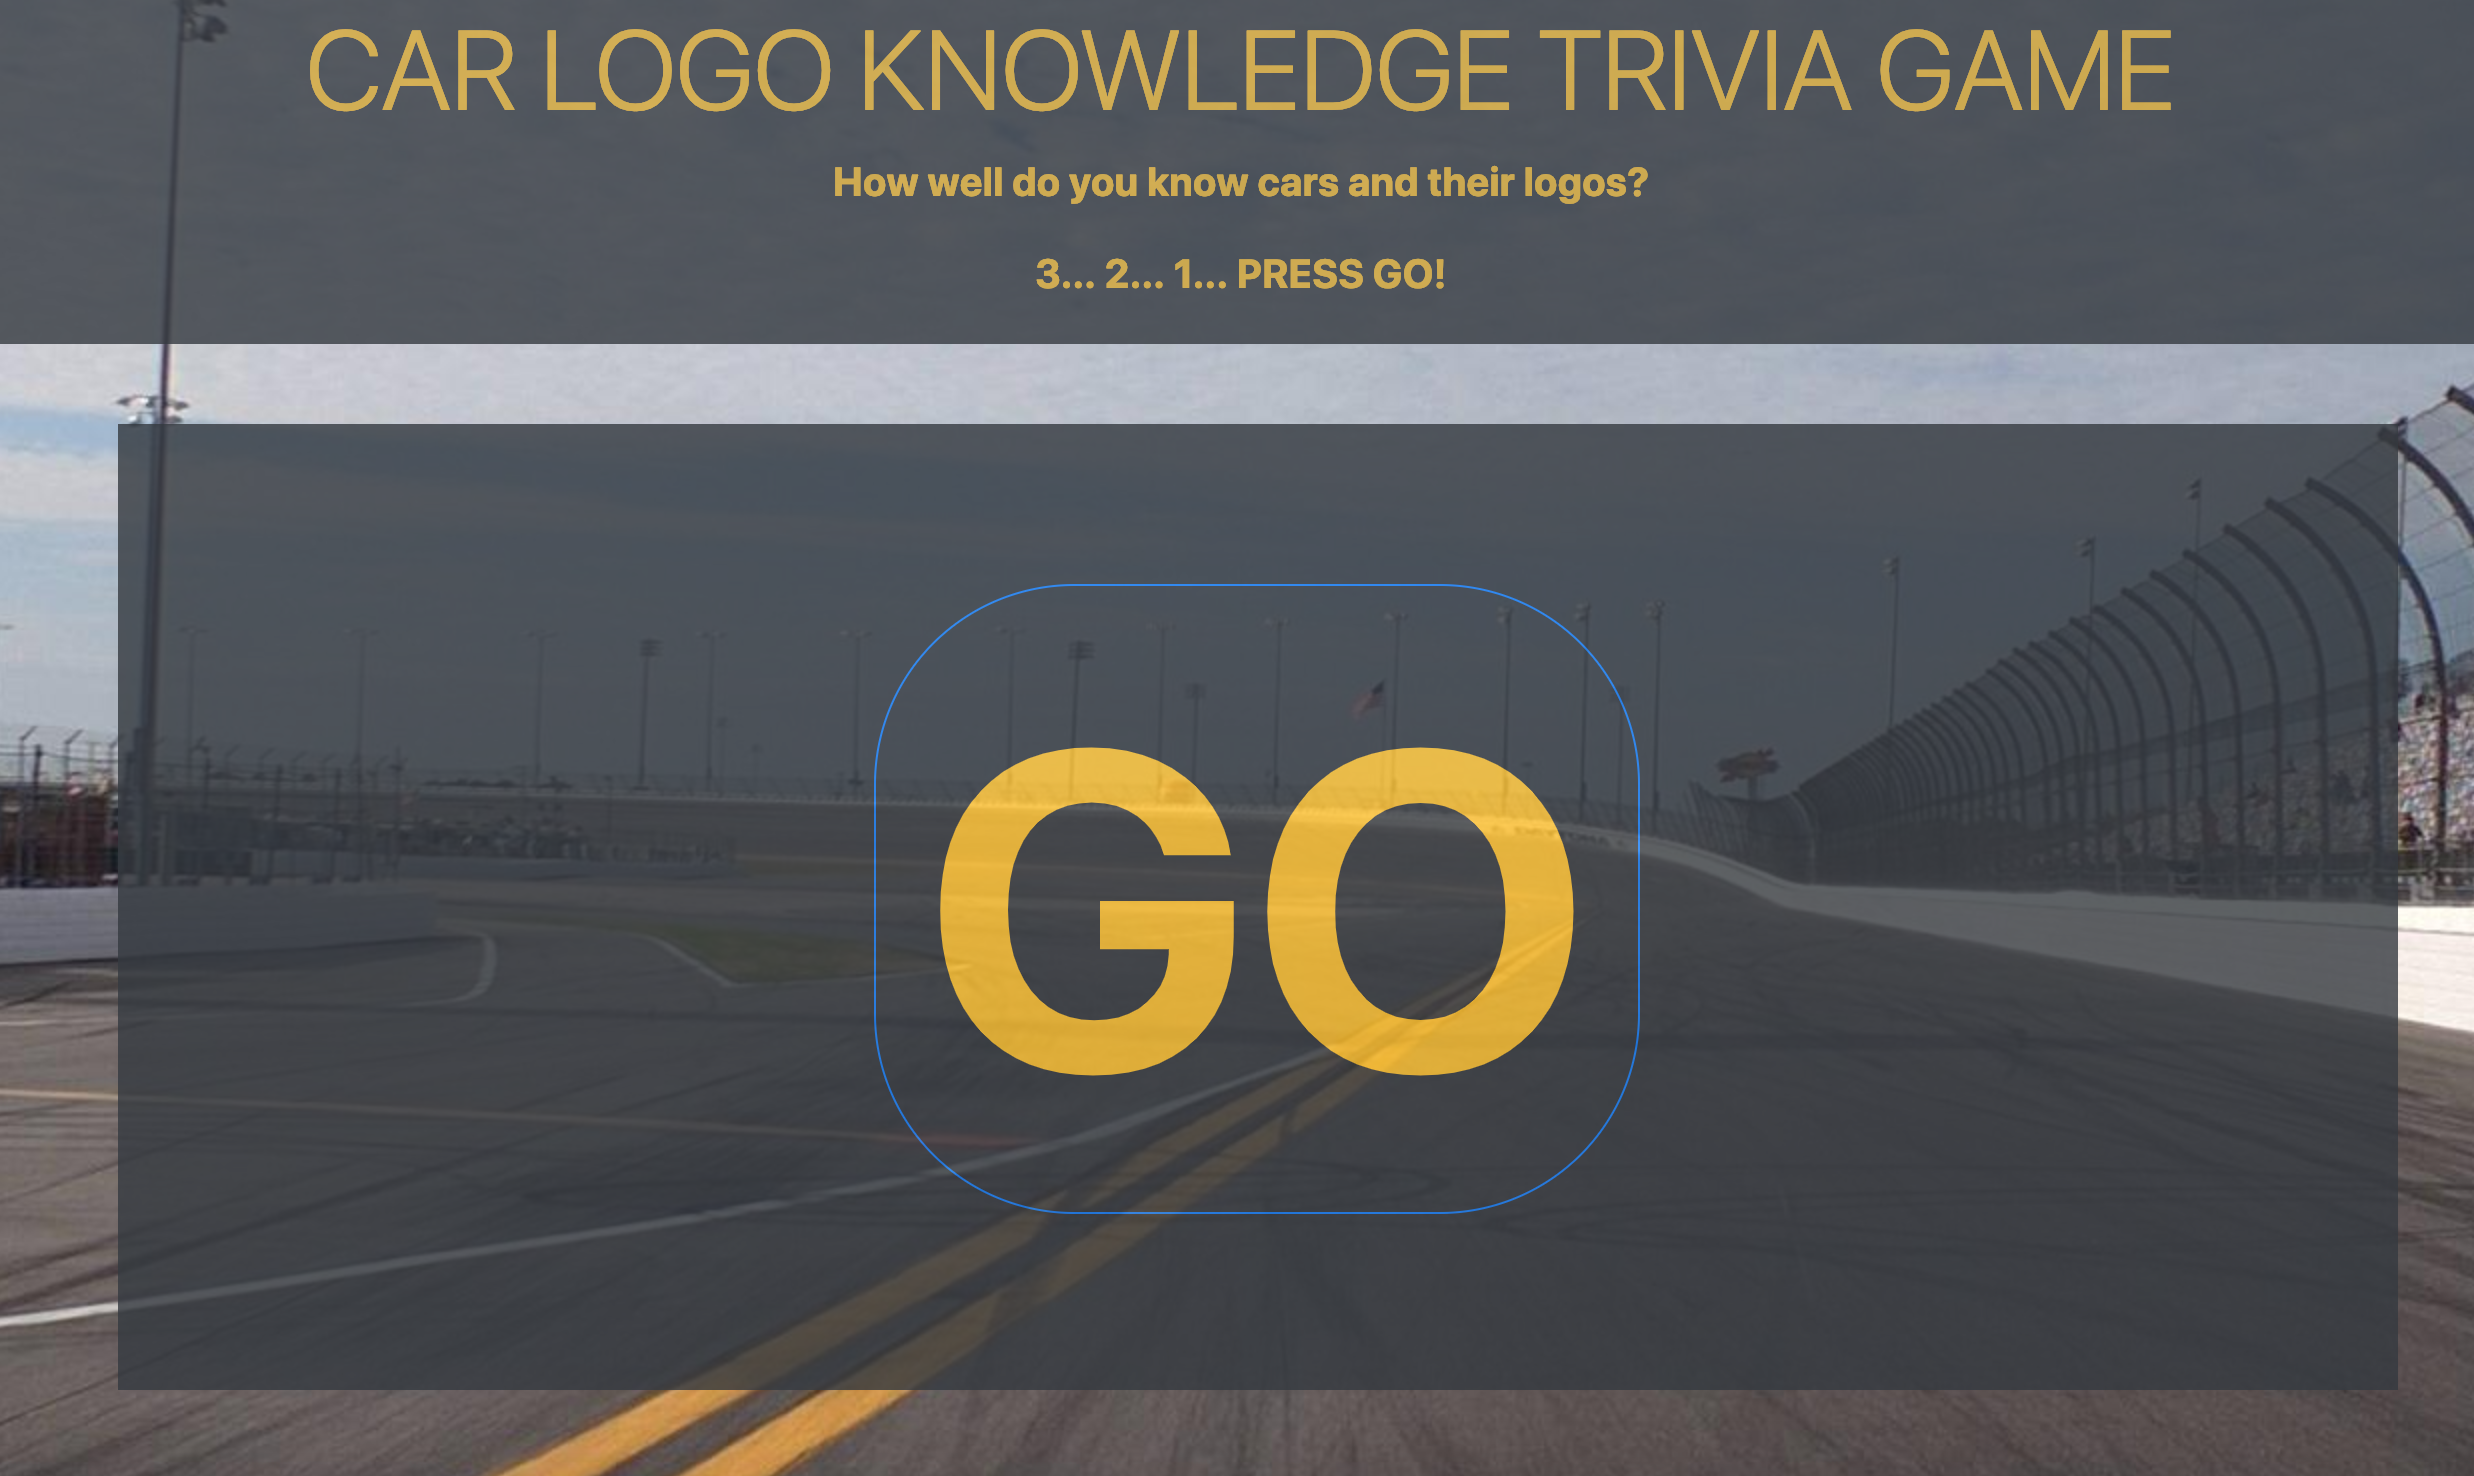 CAR LOGO KNOWLEDGE TRIVIA GAME
How well do you know cars and their logos?
3... 2... 1... PRESS GO!
GO